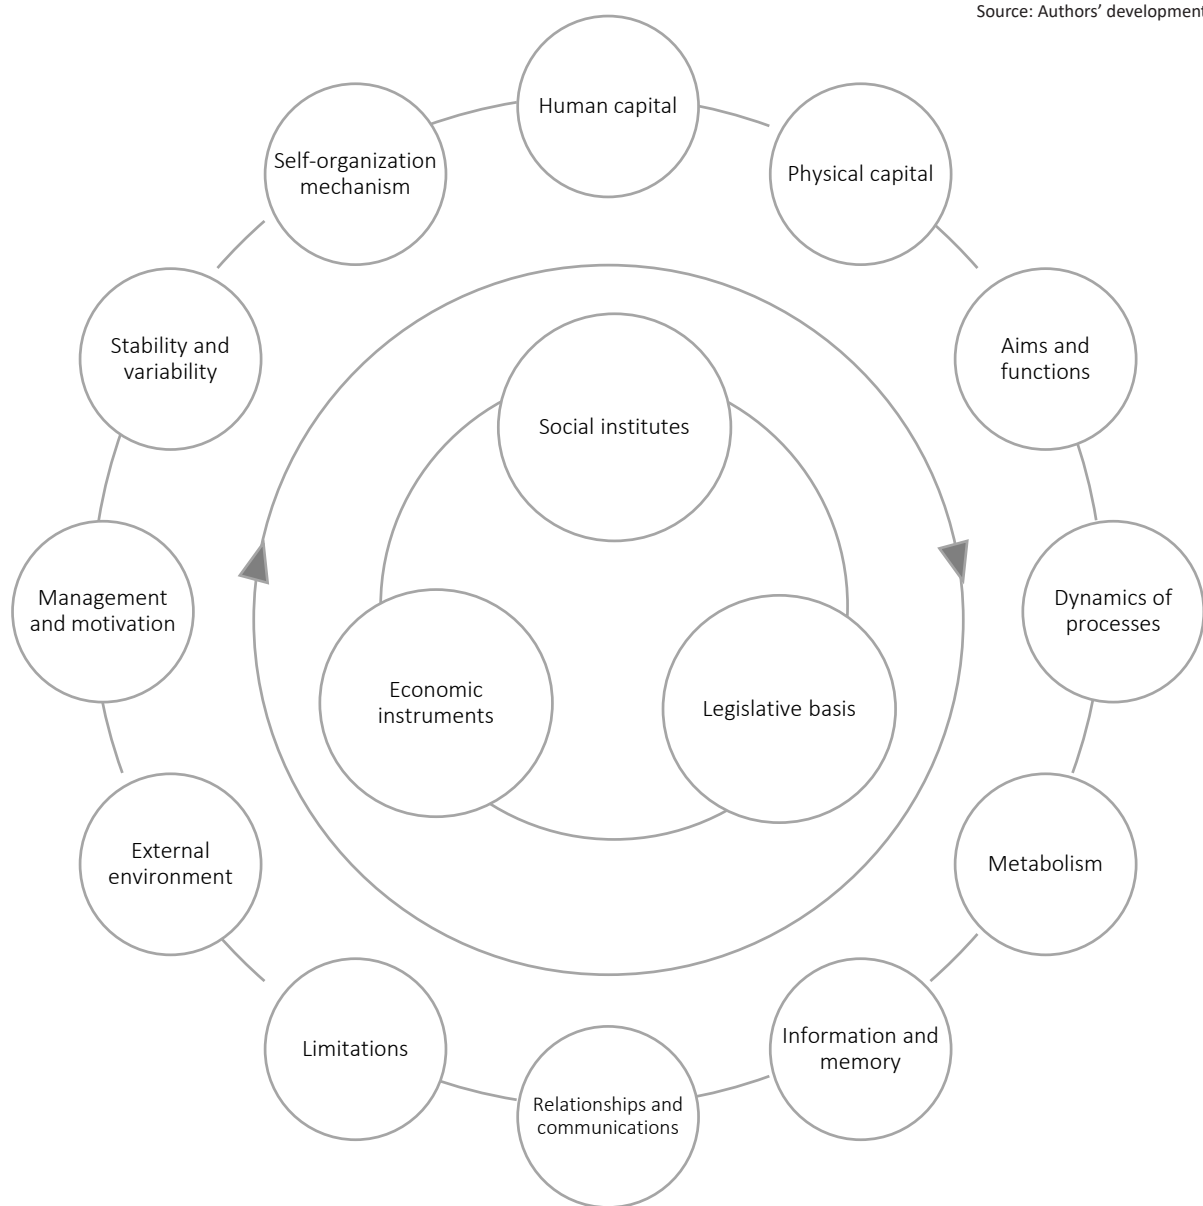 Source: Authors’ development
Human capital
Self-organization
mechanism
Physical capital
Stability and
variability
Aims and
functions
Social institutes
Management
and motivation
Dynamics of
processes
Economic
instruments
Legislative basis
External
environment
Metabolism
Limitations
Information and
memory
Relationships and
communications